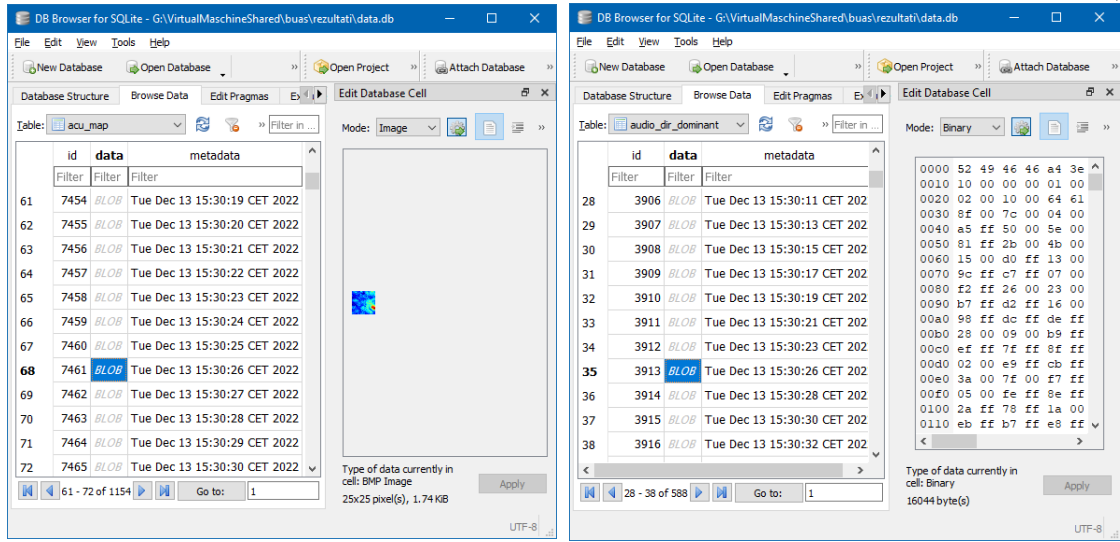 DB Browser for SQLite - G:\VirtualMaschineShared\buas\rezultati\data.db
File Edit View Tools Help
New Database Open Database » Open Project » Attach Database »
Database Structure Browse Data Edit Pragmas Ex
Table: acu_map » Filter in ...
id data metadata
Filter Filter Filter
61 7454 BLOB Tue Dec 13 15:30:19 CET 2022
62 7455 BLOB Tue Dec 13 15:30:20 CET 2022
63 7456 BLOB Tue Dec 13 15:30:21 CET 2022
64 7457 BLOB Tue Dec 13 15:30:22 CET 2022
65 7458 BLOB Tue Dec 13 15:30:23 CET 2022
66 7459 BLOB Tue Dec 13 15:30:24 CET 2022
67 7460 BLOB Tue Dec 13 15:30:25 CET 2022
68 7461 BLOB Tue Dec 13 15:30:26 CET 2022
69 7462 BLOB Tue Dec 13 15:30:27 CET 2022
70 7463 BLOB Tue Dec 13 15:30:28 CET 2022
71 7464 BLOB Tue Dec 13 15:30:29 CET 2022
72 7465 BLOB Tue Dec 13 15:30:30 CET 2022
61 - 72 of 1154 Go to: 1
Edit Database Cell
Mode: Image »
Type of data currently in
cell: BMP Image
25x25 pixel(s), 1.74 KiB
Apply
UTF-8
DB Browser for SQLite - G:\VirtualMaschineShared\buas\rezultati\data.db
File Edit View Tools Help
New Database Open Database » Open Project » Attach Database »
Database Structure Browse Data Edit Pragmas Ex
Table: audio_dir_dominant » Filter in ...
id data metadata
Filter Filter Filter
28 3906 BLOB Tue Dec 13 15:30:11 CET 202
29 3907 BLOB Tue Dec 13 15:30:13 CET 202
30 3908 BLOB Tue Dec 13 15:30:15 CET 202
31 3909 BLOB Tue Dec 13 15:30:17 CET 202
32 3910 BLOB Tue Dec 13 15:30:19 CET 202
33 3911 BLOB Tue Dec 13 15:30:21 CET 202
34 3912 BLOB Tue Dec 13 15:30:23 CET 202
35 3913 BLOB Tue Dec 13 15:30:26 CET 202
36 3914 BLOB Tue Dec 13 15:30:28 CET 202
37 3915 BLOB Tue Dec 13 15:30:30 CET 202
38 3916 BLOB Tue Dec 13 15:30:32 CET 202
28 - 38 of 588 Go to: 1
Edit Database Cell
Mode: Binary »
0000 52 49 46 46 a4 3e
0010 10 00 00 00 01 00
0020 02 00 10 00 64 61
0030 8f 00 7c 00 04 00
0040 a5 ff 50 00 5e 00
0050 81 ff 2b 00 4b 00
0060 15 00 d0 ff 13 00
0070 9c ff c7 ff 07 00
0080 f2 ff 26 00 23 00
0090 b7 ff d2 ff 16 00
00a0 98 ff dc ff de ff
00b0 28 00 09 00 b9 ff
00c0 ef ff 7f ff 8f ff
00d0 02 00 e9 ff cb ff
00e0 3a 00 7f 00 f7 ff
00f0 05 00 fe ff 8e ff
0100 2a ff 78 ff 1a 00
0110 eb ff b7 ff e8 ff
Type of data currently in
cell: Binary
16044 byte(s)
Apply
UTF-8